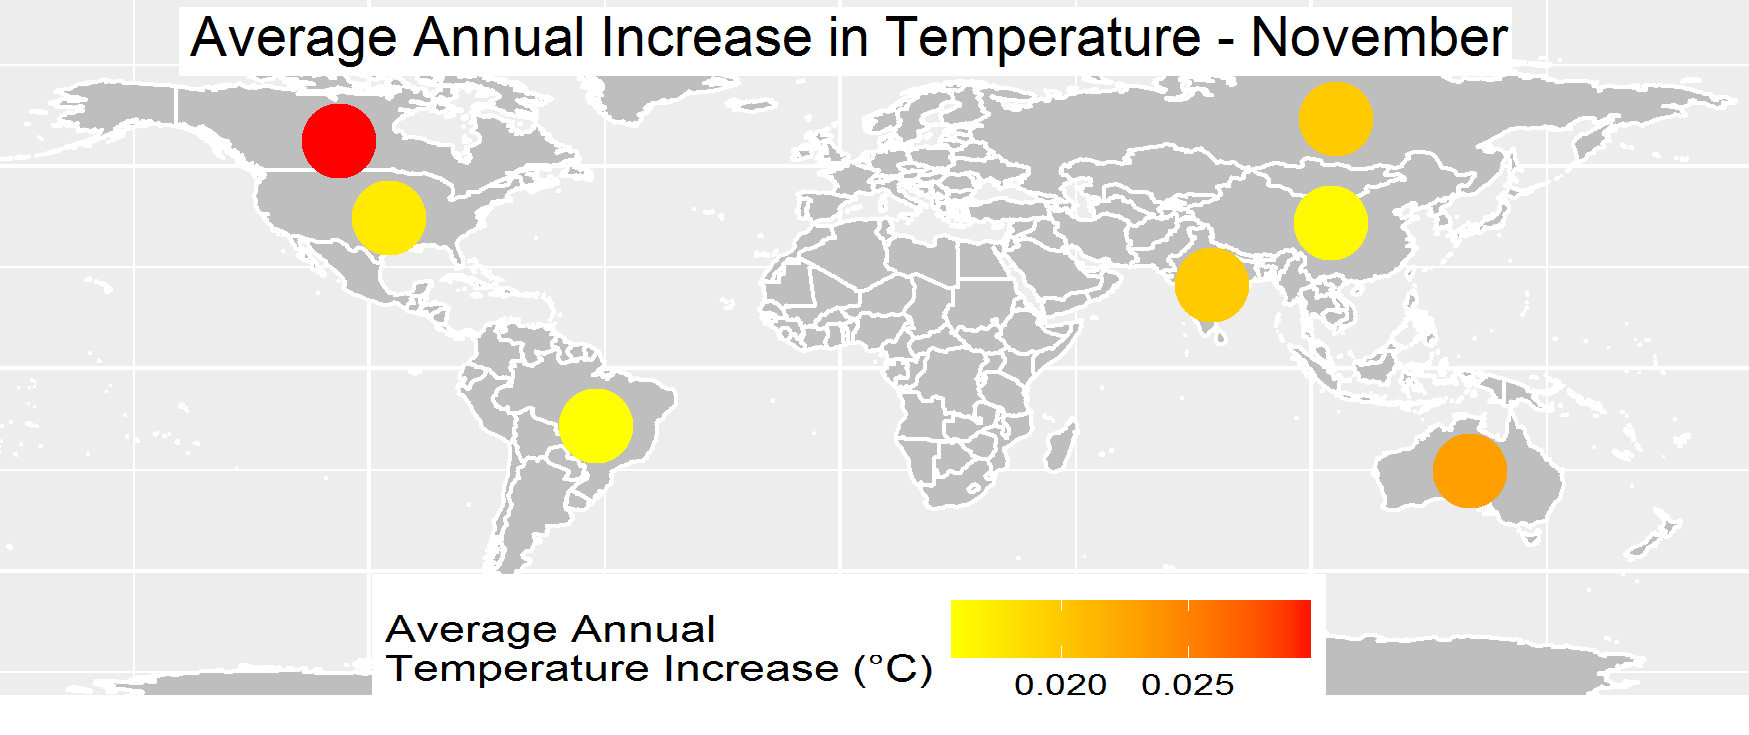 Average Annual Increase in Temperature - November
Average Annual
Temperature Increase (°C)
0.020 0.025